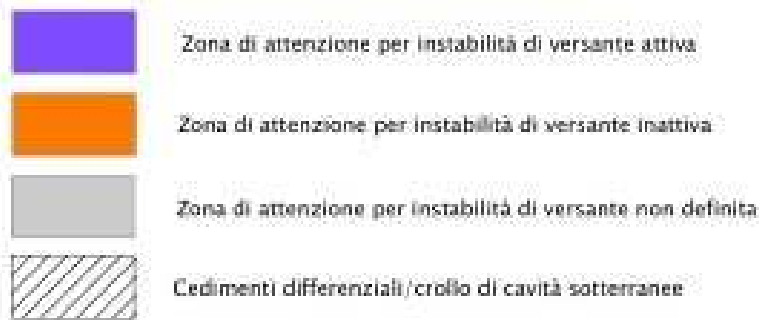 Zona di attenzione per instabilità di versante attiva
Zona di attenzione per instabilità di versante inattiva
Zona di attenzione per instabilità di versante non definita
Cedimenti differenziali/crollo di cavità sotterranee